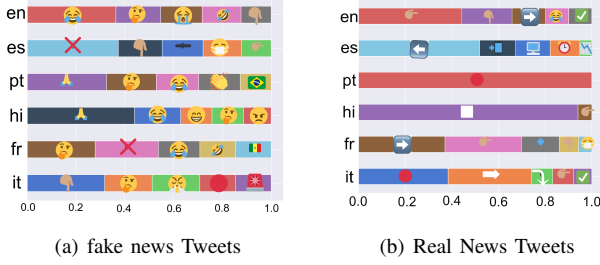 en
es
pt
hi
fr
it
0.0 0.2 0.4 0.6 0.8 1.0
(a) fake news Tweets
en
es
pt
hi
fr
it
0.0 0.2 0.4 0.6 0.8 1.0
(b) Real News Tweets